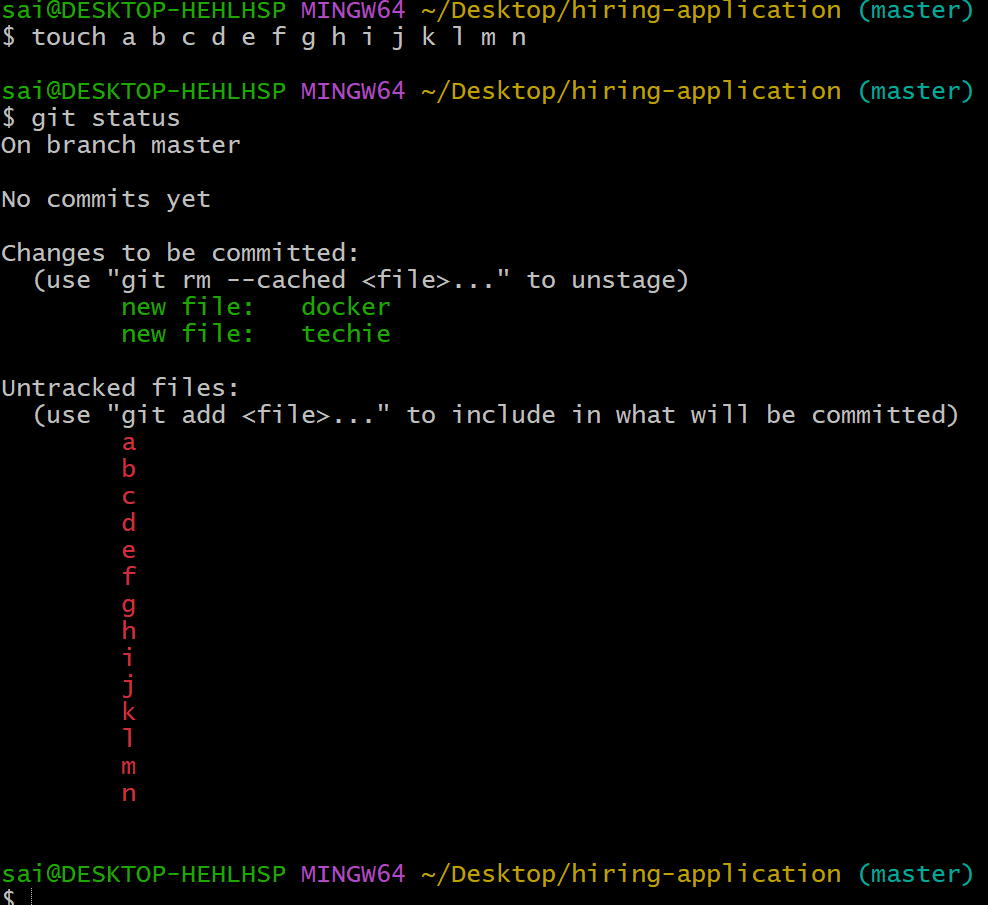 sai@DESKTOP-HEHLHSP MINGW64 ~/Desktop/hiring-application (master)
$ touch a b c d e f g h i j k l m n

sai@DESKTOP-HEHLHSP MINGW64 ~/Desktop/hiring-application (master)
$ git status
On branch master

No commits yet

Changes to be committed:
  (use "git rm --cached <file>..." to unstage)
        new file:   docker
        new file:   techie

Untracked files:
  (use "git add <file>..." to include in what will be committed)
        a
        b
        c
        d
        e
        f
        g
        h
        i
        j
        k
        l
        m
        n

sai@DESKTOP-HEHLHSP MINGW64 ~/Desktop/hiring-application (master)
$